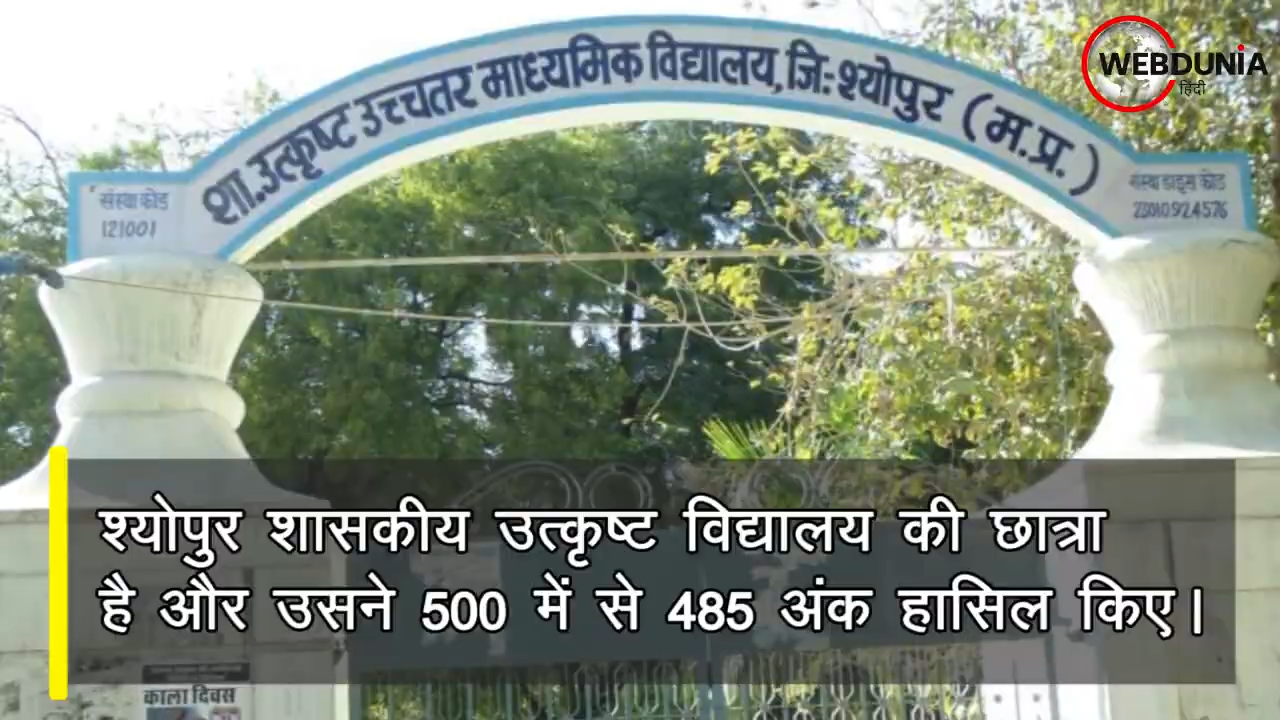 WEBDUNIA
हिंदी
शा. उत्कृष्ट उच्चतर माध्यमिक विद्यालय, जि: श्योपुर (म.प्र.)
संस्था कोड
121001
संस्था डाइस कोड
23010924576
श्योपुर शासकीय उत्कृष्ट विद्यालय की छात्रा
है और उसने 500 में से 485 अंक हासिल किए।
काला दिवस